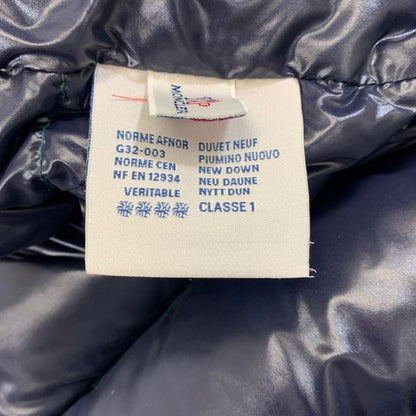 MONCLER
NORME AFNOR
G32-003
NORME CEN
NF EN 12934
VERITABLE
DUVET NEUF
PIUMINO NUOVO
NEW DOWN
NEU DAUNE
NYTT DUN
CLASSE 1